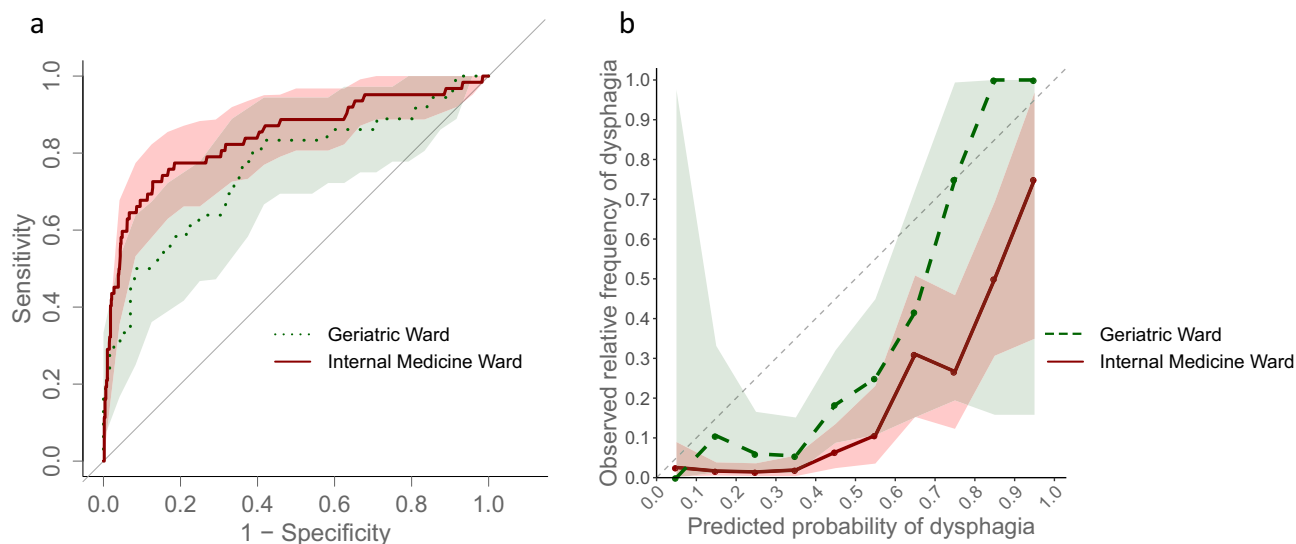 a
Sensitivity
1.0
0.8
0.6
0.4
0.2
0.0
Geriatric Ward
Internal Medicine Ward
0.0 0.2 0.4 0.6 0.8 1.0
1 − Specificity
b
Observed relative frequency of dysphagia
1.0
0.9
0.8
0.7
0.6
0.5
0.4
0.3
0.2
0.1
0.0
Geriatric Ward
Internal Medicine Ward
0.0 0.1 0.2 0.3 0.4 0.5 0.6 0.7 0.8 0.9 1.0
Predicted probability of dysphagia